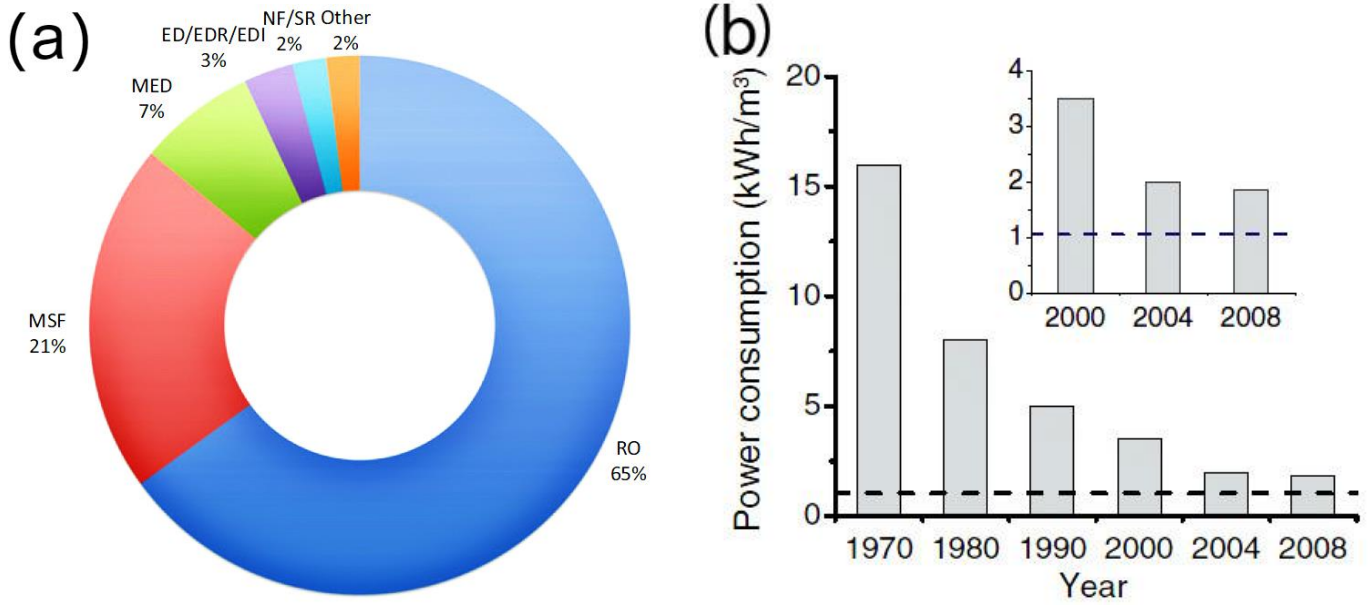 (a)
NF/SR Other
ED/EDR/EDI 2% 2%
3%
MED
7%
MSF
21%
RO
65%
(b)
Power consumption (kWh/m³)
20
15
10
5
0
1970 1980 1990 2000 2004 2008
Year
4
3
2
1
0
2000 2004 2008